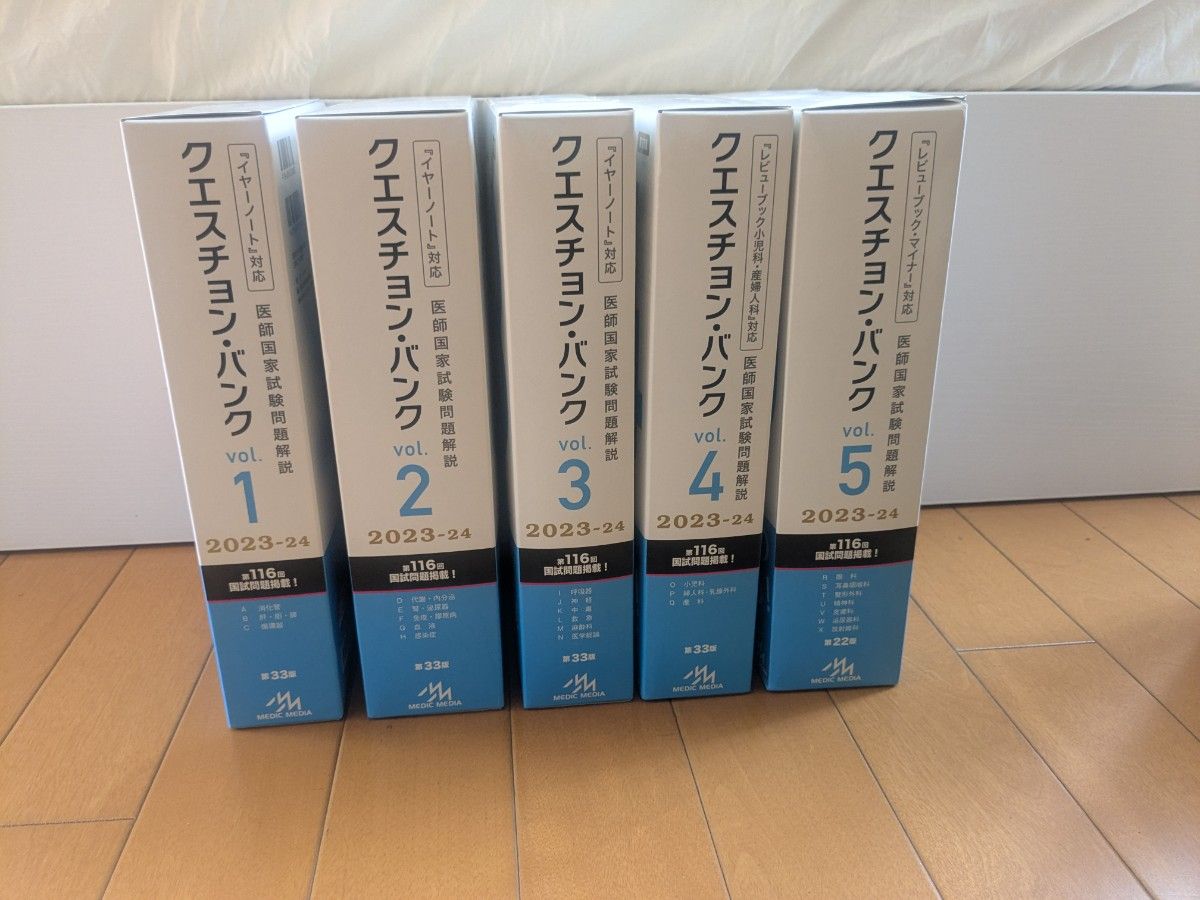 『イヤーノート』対応
クエスチョン・バンク
医師国家試験問題解説
vol.
1
2023-24
第116回
国試問題掲載!
A 消化管
B 肝・胆・膵
C 循環器
第33版
MEDIC MEDIA
『イヤーノート』対応
クエスチョン・バンク
医師国家試験問題解説
vol.
2
2023-24
第116回
国試問題掲載!
D 代謝・内分泌
E 腎・泌尿器
F 免疫・膠原病
G 血液
H 感染症
第33版
MEDIC MEDIA
『イヤーノート』対応
クエスチョン・バンク
医師国家試験問題解説
vol.
3
2023-24
第116回
国試問題掲載!
I 呼吸器
J 神経
K 中毒
L 救急
M 麻酔科
N 医学総論
第33版
MEDIC MEDIA
『レビューブック小児科・産婦人科』対応
クエスチョン・バンク
医師国家試験問題解説
vol.
4
2023-24
第116回
国試問題掲載!
O 小児科
P 婦人科・乳腺外科
Q 産科
第33版
MEDIC MEDIA
『レビューブック・マイナー』対応
クエスチョン・バンク
医師国家試験問題解説
vol.
5
2023-24
第116回
国試問題掲載!
R 眼科
S 耳鼻咽喉科
T 整形外科
U 精神科
V 皮膚科
W 泌尿器科
X 放射線科
第22版
MEDIC MEDIA